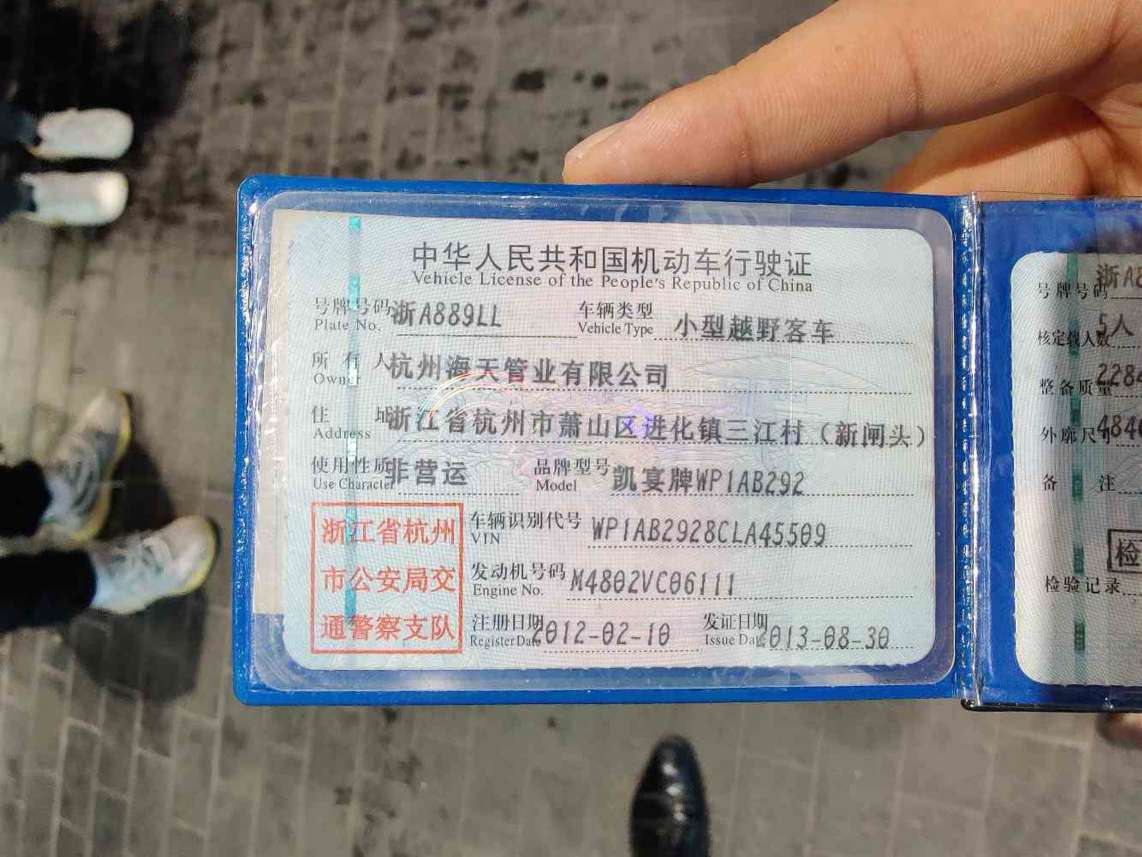 中华人民共和国机动车行驶证
Vehicle License of the People's Republic of China
号牌号码 浙A889LL 车辆类型 小型越野客车
Plate No. Vehicle Type
所有人 杭州海天管业有限公司
Owner
住址 浙江省杭州市萧山区进化镇三江村（新闸头）
Address
使用性质 非营运 品牌型号 凯宴牌WP1AB292
Use Character Model
浙江省杭州
市公安局交
通警察支队
车辆识别代号 WP1AB2928CLA45509
VIN
发动机号码 M4802VC06111
Engine No.
注册日期 2012-02-10 发证日期 2013-08-30
Register Date Issue Date
号牌号码 浙A8
核定载人数 5人
整备质量 228
外廓尺寸 484
备注
检
检验记录